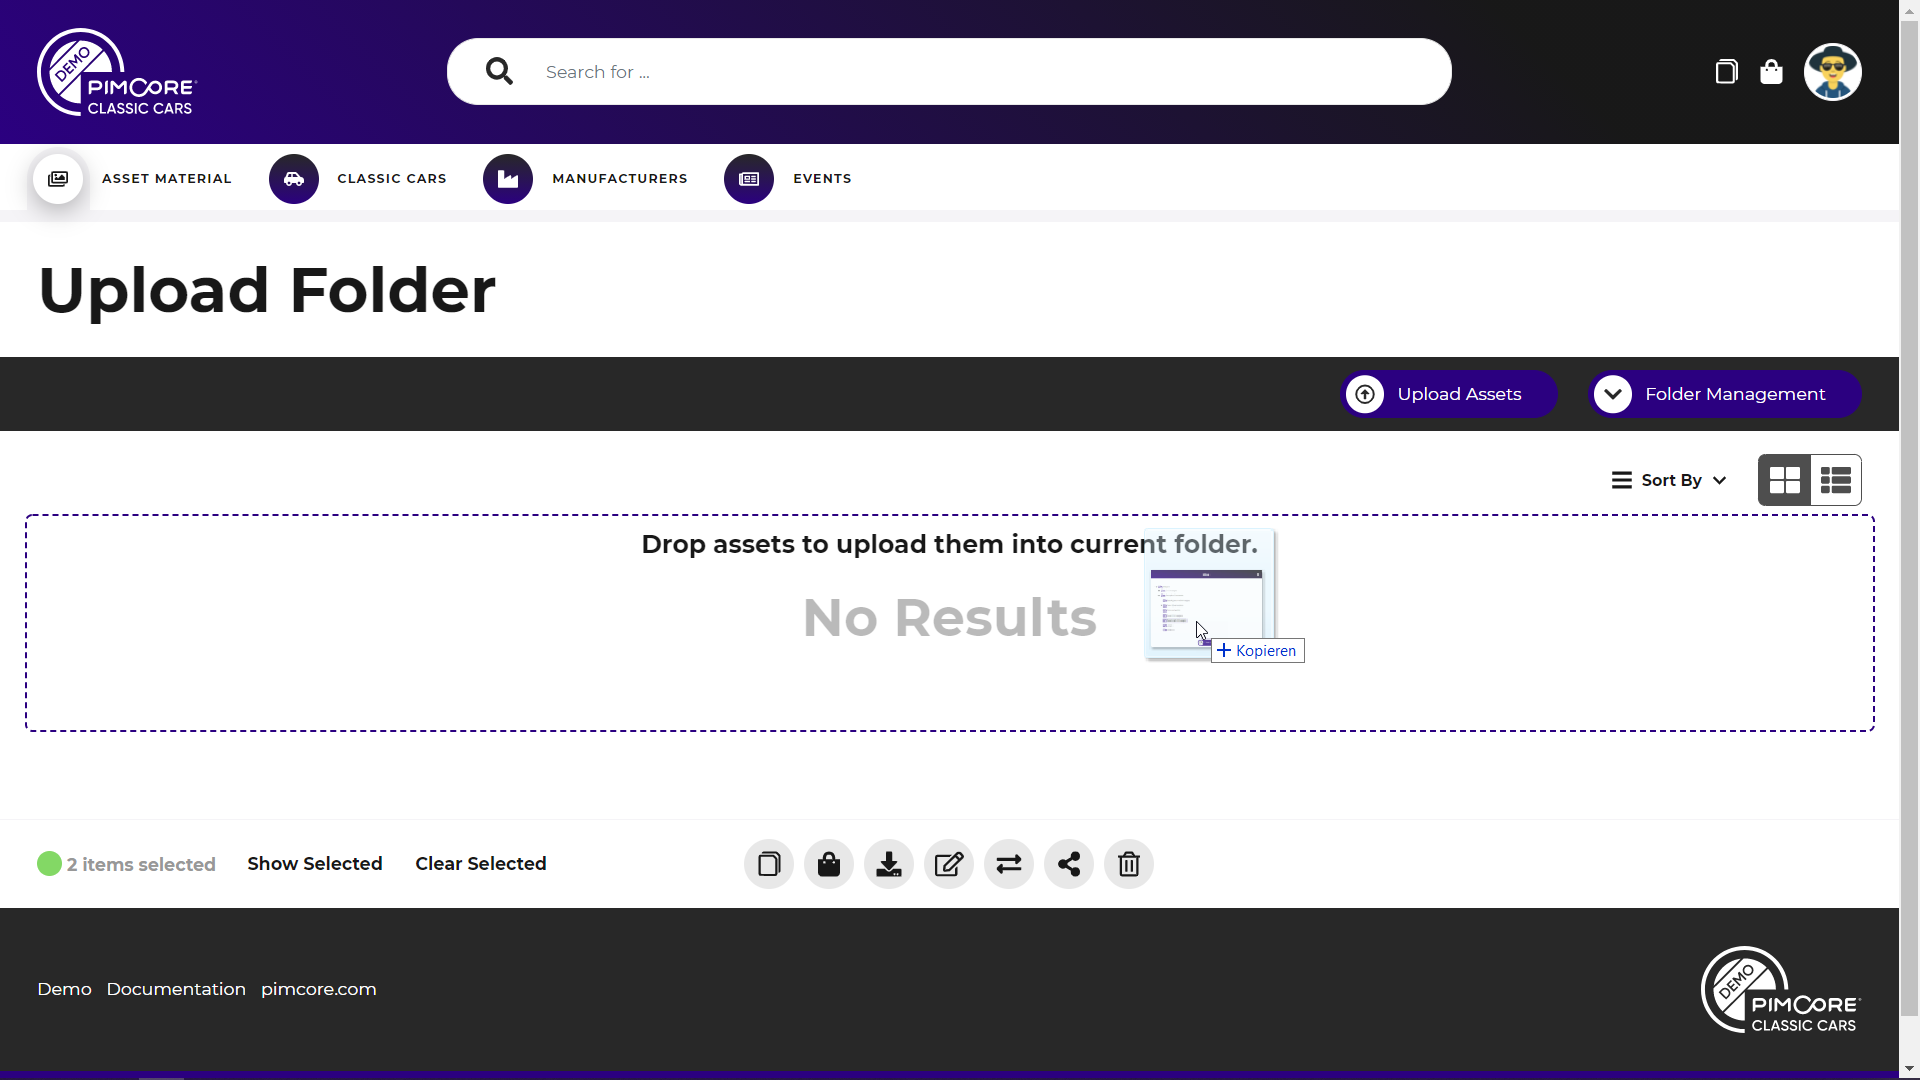 DEMO
PIMCORE
CLASSIC CARS
Search for ...
ASSET MATERIAL
CLASSIC CARS
MANUFACTURERS
EVENTS
Upload Folder
Upload Assets
Folder Management
Sort By
Drop assets to upload them into current folder.
No Results
Kopieren
2 items selected
Show Selected
Clear Selected
Demo
Documentation
pimcore.com
DEMO
PIMCORE
CLASSIC CARS